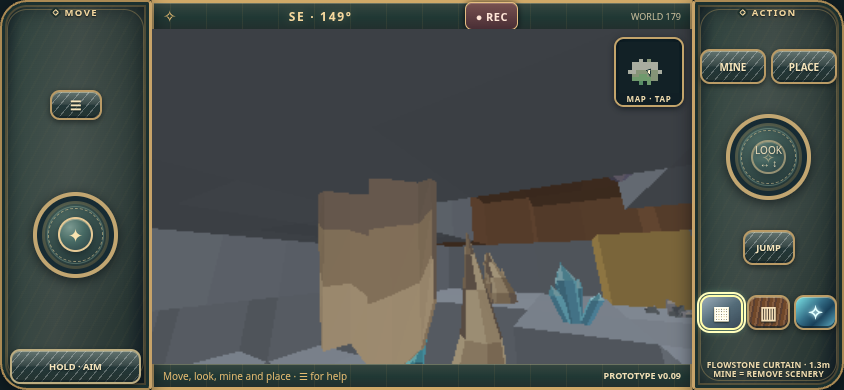 ◇ MOVE
SE · 149°
● REC
WORLD 179
◇ ACTION
MINE
PLACE
MAP · TAP
LOOK
JUMP
HOLD · AIM
Move, look, mine and place · ☰ for help
PROTOTYPE v0.09
FLOWSTONE CURTAIN · 1.3m
MINE = REMOVE SCENERY